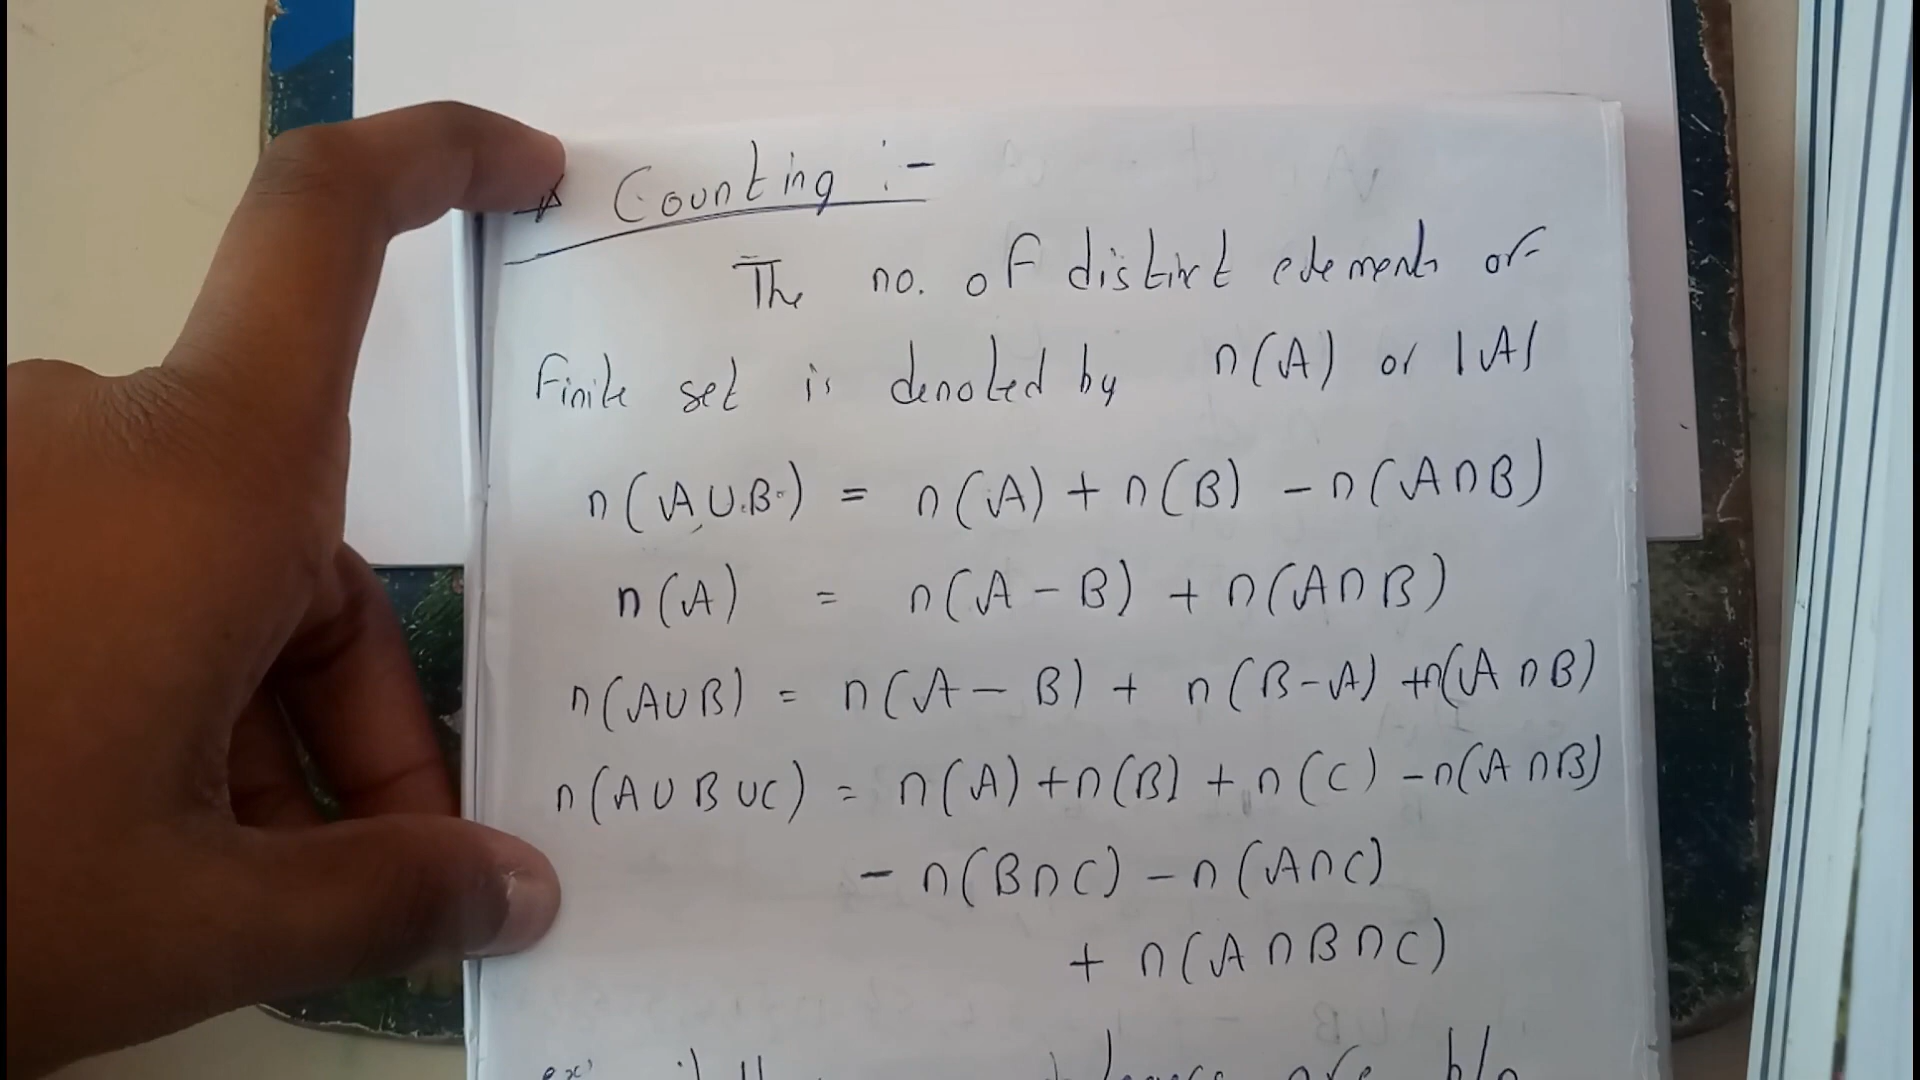 Counting :-
The no. of distinct elements of
finite set is denoted by n(A) or |A|
n(A∪B) = n(A) + n(B) - n(A∩B)
n(A) = n(A - B) + n(A∩B)
n(A∪B) = n(A - B) + n(B-A) + n(A∩B)
n(A∪B∪C) = n(A) + n(B) + n(C) - n(A∩B)
- n(B∩C) - n(A∩C)
+ n(A∩B∩C)